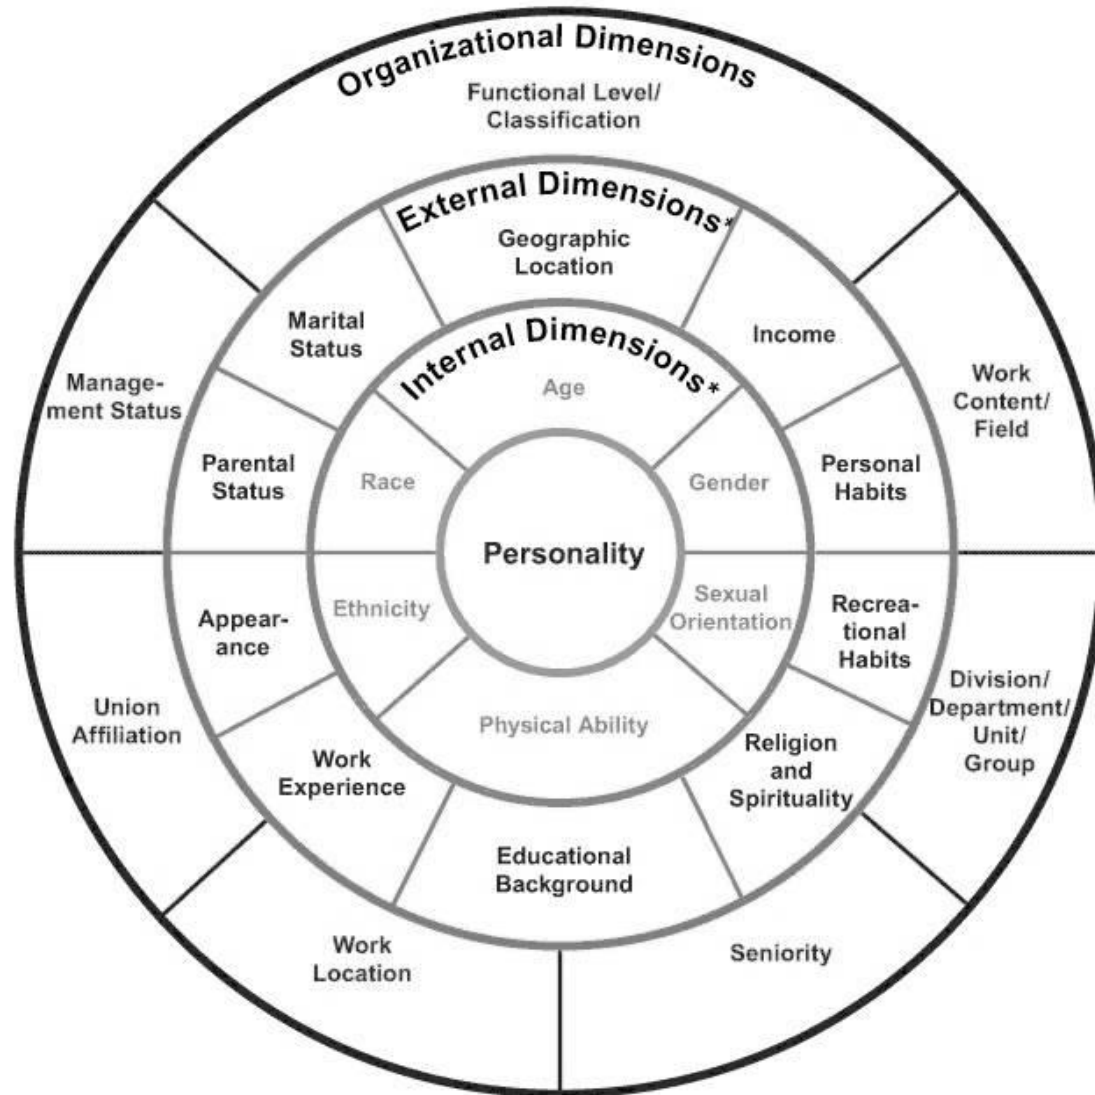 Organizational Dimensions
Functional Level/
Classification
External Dimensions*
Geographic
Location
Marital
Status
Income
Internal Dimensions*
Age
Manage-
ment Status
Work
Content/
Field
Parental
Status
Race
Gender
Personal
Habits
Personality
Appear-
ance
Ethnicity
Sexual
Orientation
Recrea-
tional
Habits
Union
Affiliation
Division/
Department/
Unit/
Group
Physical Ability
Work
Experience
Religion
and
Spirituality
Educational
Background
Work
Location
Seniority